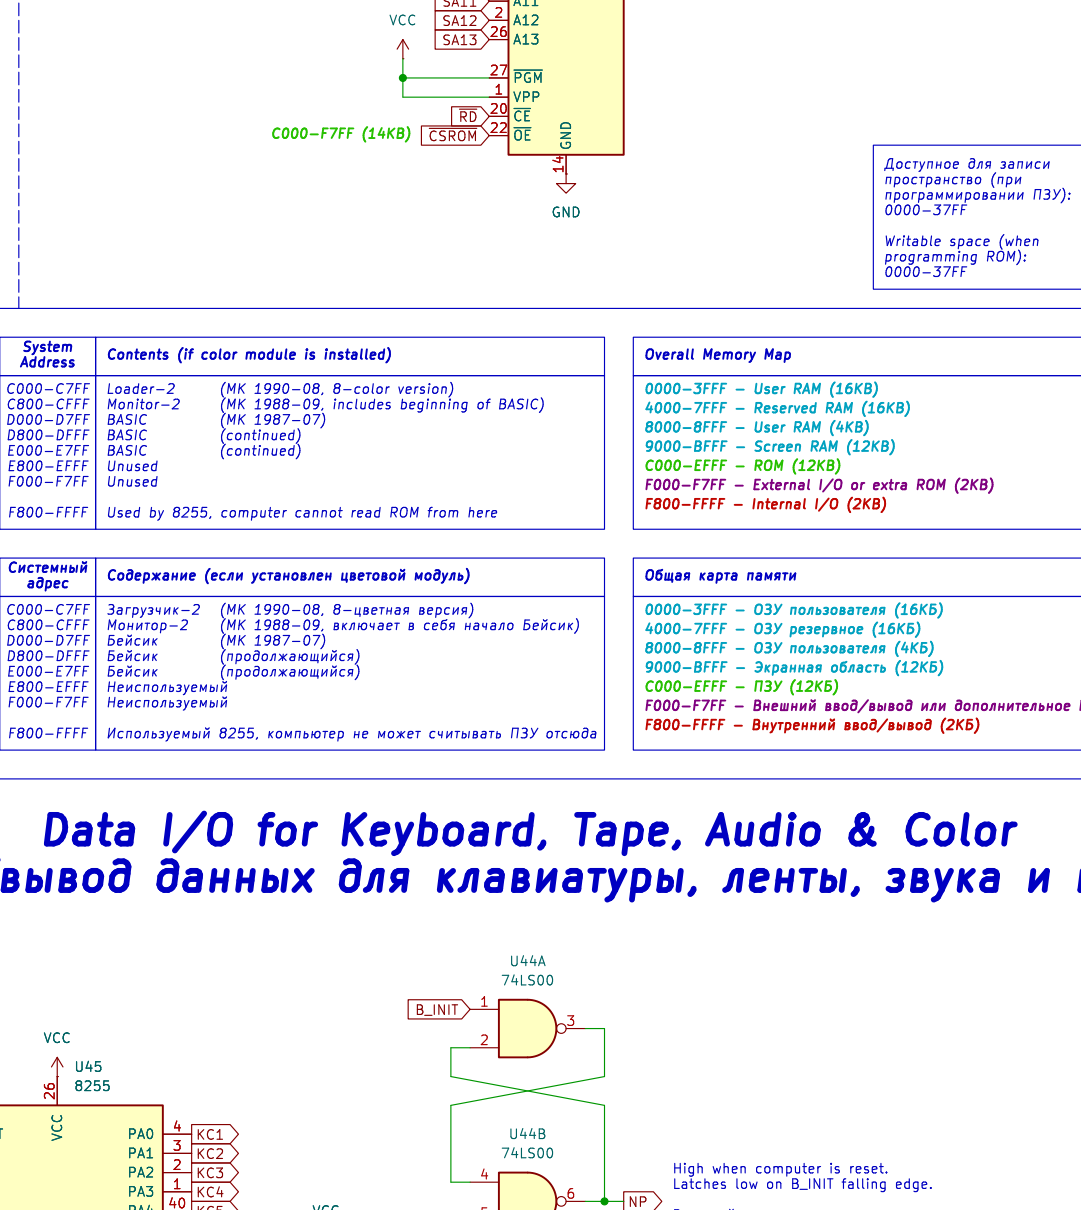 SA11 A11
VCC
SA12 2 A12
SA13 26 A13
27 PGM
1 VPP
RD 20 CE
C000-F7FF (14KB) CSROM 22 OE
GND
14
GND
Доступное для записи
пространство (при
программировании ПЗУ):
0000-37FF
Writable space (when
programming ROM):
0000-37FF
System
Address
Contents (if color module is installed)
C000-C7FF Loader-2 (MK 1990-08, 8-color version)
C800-CFFF Monitor-2 (MK 1988-09, includes beginning of BASIC)
D000-D7FF BASIC (MK 1987-07)
D800-DFFF BASIC (continued)
E000-E7FF BASIC (continued)
E800-EFFF Unused
F000-F7FF Unused
F800-FFFF Used by 8255, computer cannot read ROM from here
Overall Memory Map
0000-3FFF – User RAM (16KB)
4000-7FFF – Reserved RAM (16KB)
8000-8FFF – User RAM (4KB)
9000-BFFF – Screen RAM (12KB)
C000-EFFF – ROM (12KB)
F000-F7FF – External I/O or extra ROM (2KB)
F800-FFFF – Internal I/O (2KB)
Системный
адрес
Содержание (если установлен цветовой модуль)
C000-C7FF Загрузчик-2 (МК 1990-08, 8-цветная версия)
C800-CFFF Монитор-2 (МК 1988-09, включает в себя начало Бейсик)
D000-D7FF Бейсик (МК 1987-07)
D800-DFFF Бейсик (продолжающийся)
E000-E7FF Бейсик (продолжающийся)
E800-EFFF Неиспользуемый
F000-F7FF Неиспользуемый
F800-FFFF Используемый 8255, компьютер не может считывать ПЗУ отсюда
Общая карта памяти
0000-3FFF – ОЗУ пользователя (16КБ)
4000-7FFF – ОЗУ резервное (16КБ)
8000-8FFF – ОЗУ пользователя (4КБ)
9000-BFFF – Экранная область (12КБ)
C000-EFFF – ПЗУ (12КБ)
F000-F7FF – Внешний ввод/вывод или дополнительное
F800-FFFF – Внутренний ввод/вывод (2КБ)
Data I/O for Keyboard, Tape, Audio & Color
вывод данных для клавиатуры, ленты, звука и
U44A
74LS00
B_INIT 1
2
3
VCC
U45
8255
26
VCC
PA0 4 KC1
PA1 3 KC2
PA2 2 KC3
PA3 1 KC4
PA4 40 KC5
VCC
U44B
74LS00
4
5
6 NP
High when computer is reset.
Latches low on B_INIT falling edge.